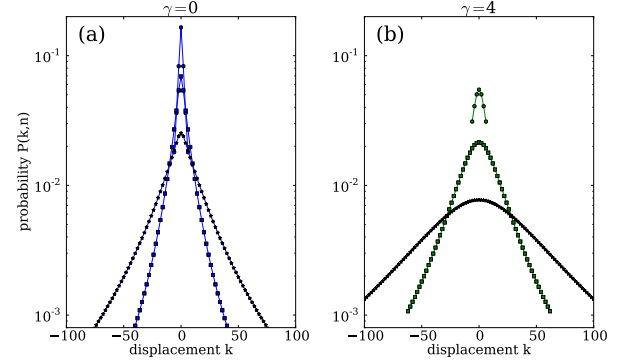 γ=0
γ=4
(a)
(b)
probability P(k,n)
10⁻¹
10⁻²
10⁻³
10⁻¹
10⁻²
10⁻³
−100 −50 0 50 100
−100 −50 0 50 100
displacement k
displacement k